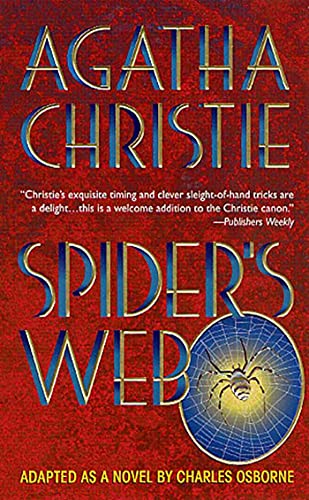 AGATHA
CHRISTIE
“Christie’s exquisite timing and clever sleight-of-hand tricks are
a delight...this is a welcome addition to the Christie canon.”
—Publishers Weekly
SPIDER’S
WEB
ADAPTED AS A NOVEL BY CHARLES OSBORNE